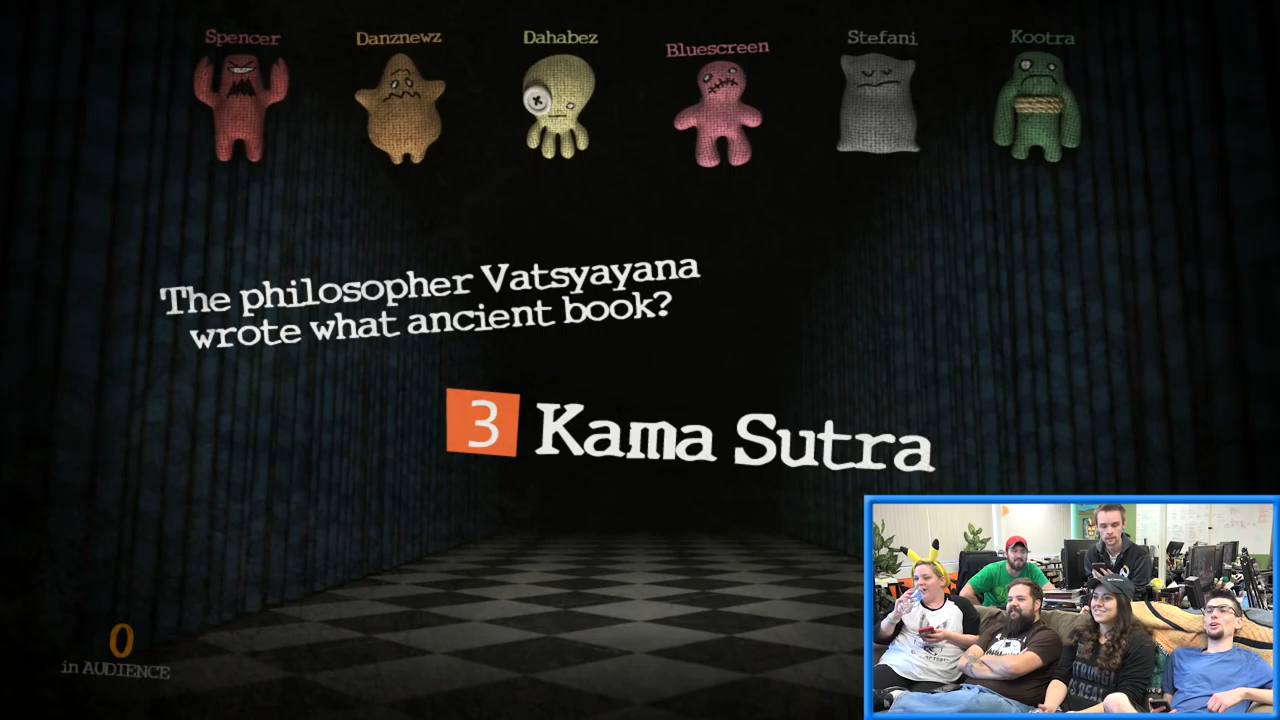 Spencer
Danznewz
Dahabez
Bluescreen
Stefani
Kootra
The philosopher Vatsyayana
wrote what ancient book?
3 Kama Sutra
0
in AUDIENCE